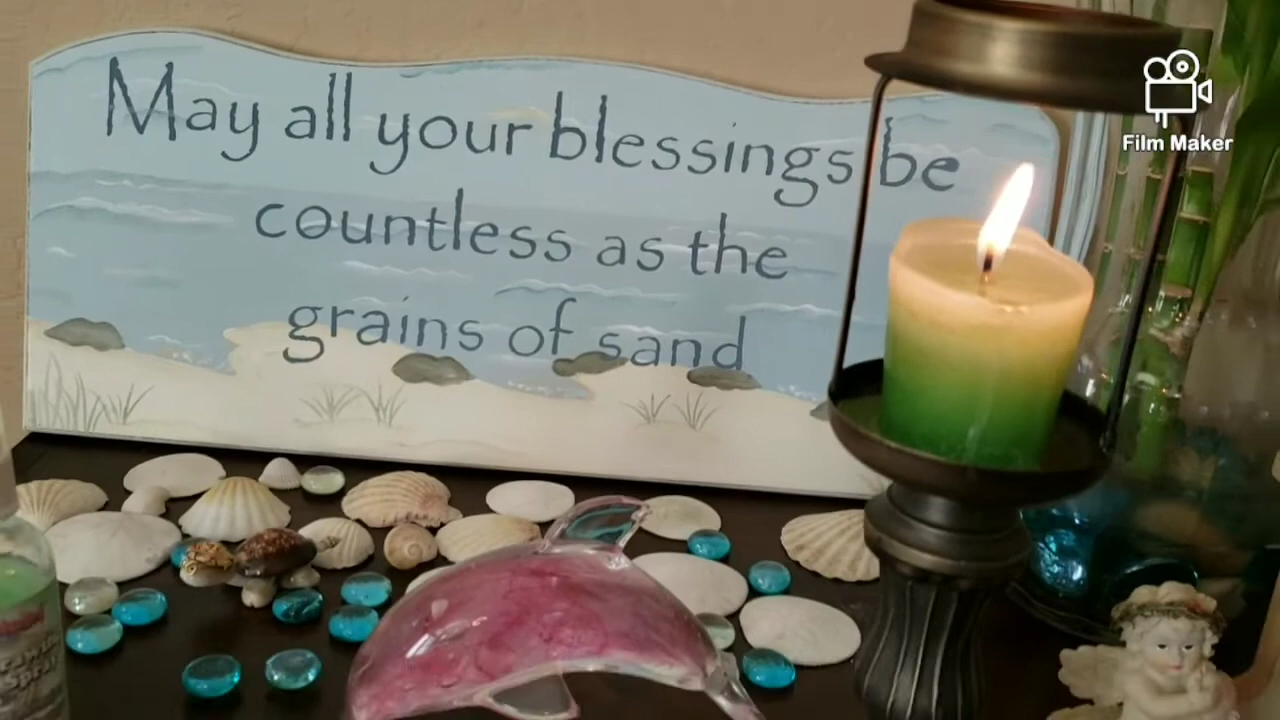 May all your blessings be
countless as the
grains of sand
Film Maker